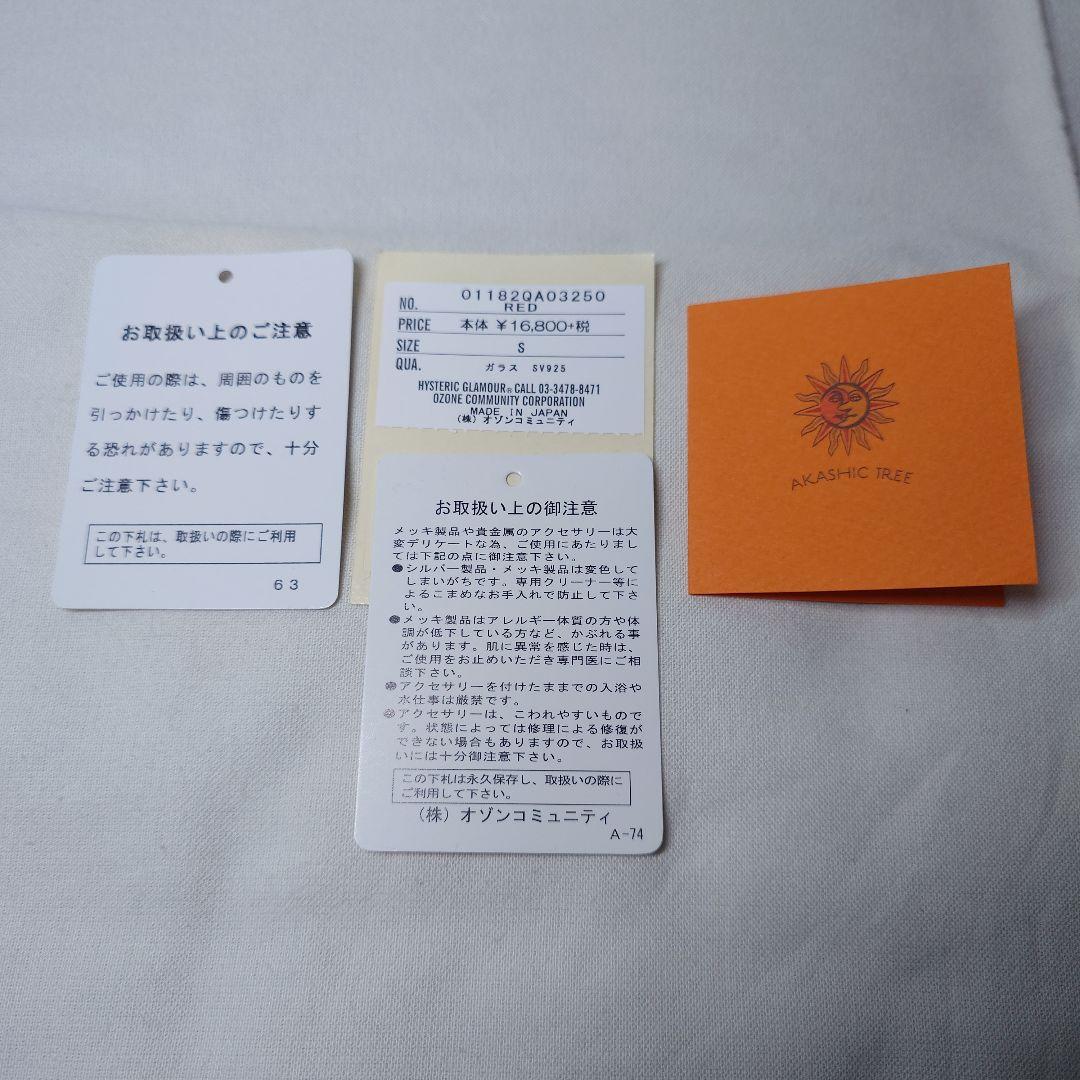 お取扱い上のご注意
ご使用の際は、周囲のものを
引っかけたり、傷つけたりす
る恐れがありますので、十分
ご注意下さい。
この下札は、取扱いの際にご利用
して下さい。
63
NO. 01182QA03250
RED
PRICE 本体 ¥16,800+税
SIZE S
QUA. ガラス SV925
HYSTERIC GLAMOUR® CALL 03-3478-8471
OZONE COMMUNITY CORPORATION
MADE IN JAPAN
(株) オゾンコミュニティ
お取扱い上の御注意
メッキ製品や貴金属のアクセサリーは大
変デリケートな為、ご使用にあたりまし
ては下記の点に御注意下さい。
●シルバー製品・メッキ製品は変色して
しまいがちです。専用クリーナー等に
よるこまめなお手入れで防止して下さ
い。
●メッキ製品はアレルギー体質の方や体
調が低下している方など、かぶれる事
があります。肌に異常を感じた時は、
ご使用をお止めいただき専門医にご相
談下さい。
●アクセサリーを付けたままでの入浴や
水仕事は厳禁です。
●アクセサリーは、こわれやすいもので
す。状態によっては修理による修復が
できない場合もありますので、お取扱
いには十分御注意下さい。
この下札は永久保存し、取扱いの際に
ご利用して下さい。
(株) オゾンコミュニティ
A-74
AKASHIC TREE